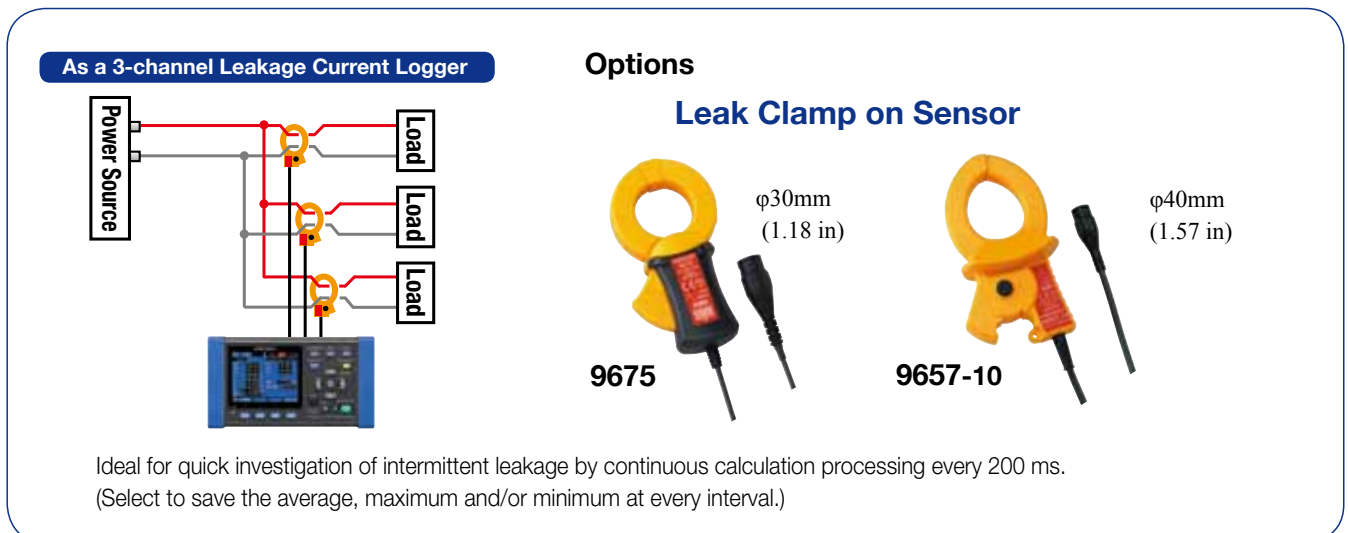 As a 3-channel Leakage Current Logger
Power Source
Load
Load
Load
Options
Leak Clamp on Sensor
φ30mm
(1.18 in)
9675
φ40mm
(1.57 in)
9657-10
Ideal for quick investigation of intermittent leakage by continuous calculation processing every 200 ms.
(Select to save the average, maximum and/or minimum at every interval.)